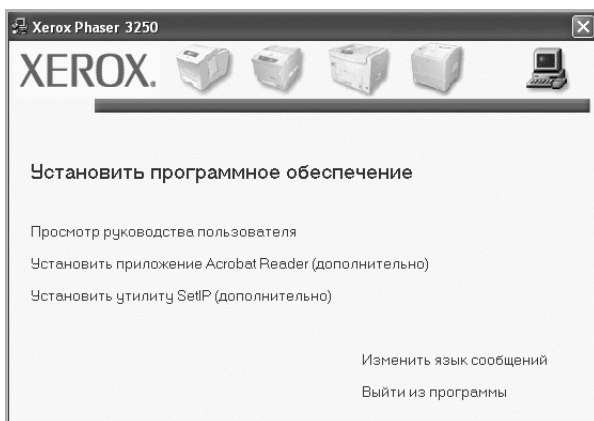 Xerox Phaser 3250
XEROX.
Установить программное обеспечение
Просмотр руководства пользователя
Установить приложение Acrobat Reader (дополнительно)
Установить утилиту SetIP (дополнительно)
Изменить язык сообщений
Выйти из программы